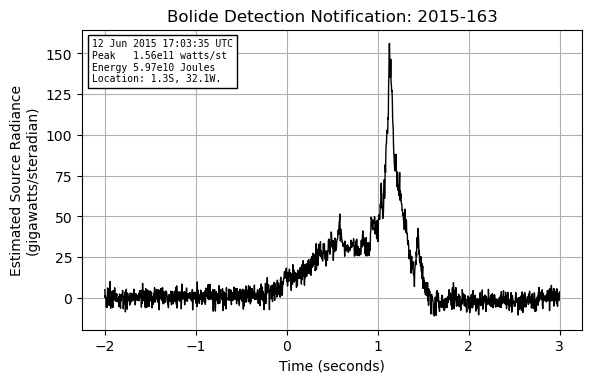 Bolide Detection Notification: 2015-163
12 Jun 2015 17:03:35 UTC
Peak   1.56e11 watts/st
Energy 5.97e10 Joules
Location: 1.3S, 32.1W.
Estimated Source Radiance
(gigawatts/steradian)
150
125
100
75
50
25
0
−2 −1 0 1 2 3
Time (seconds)